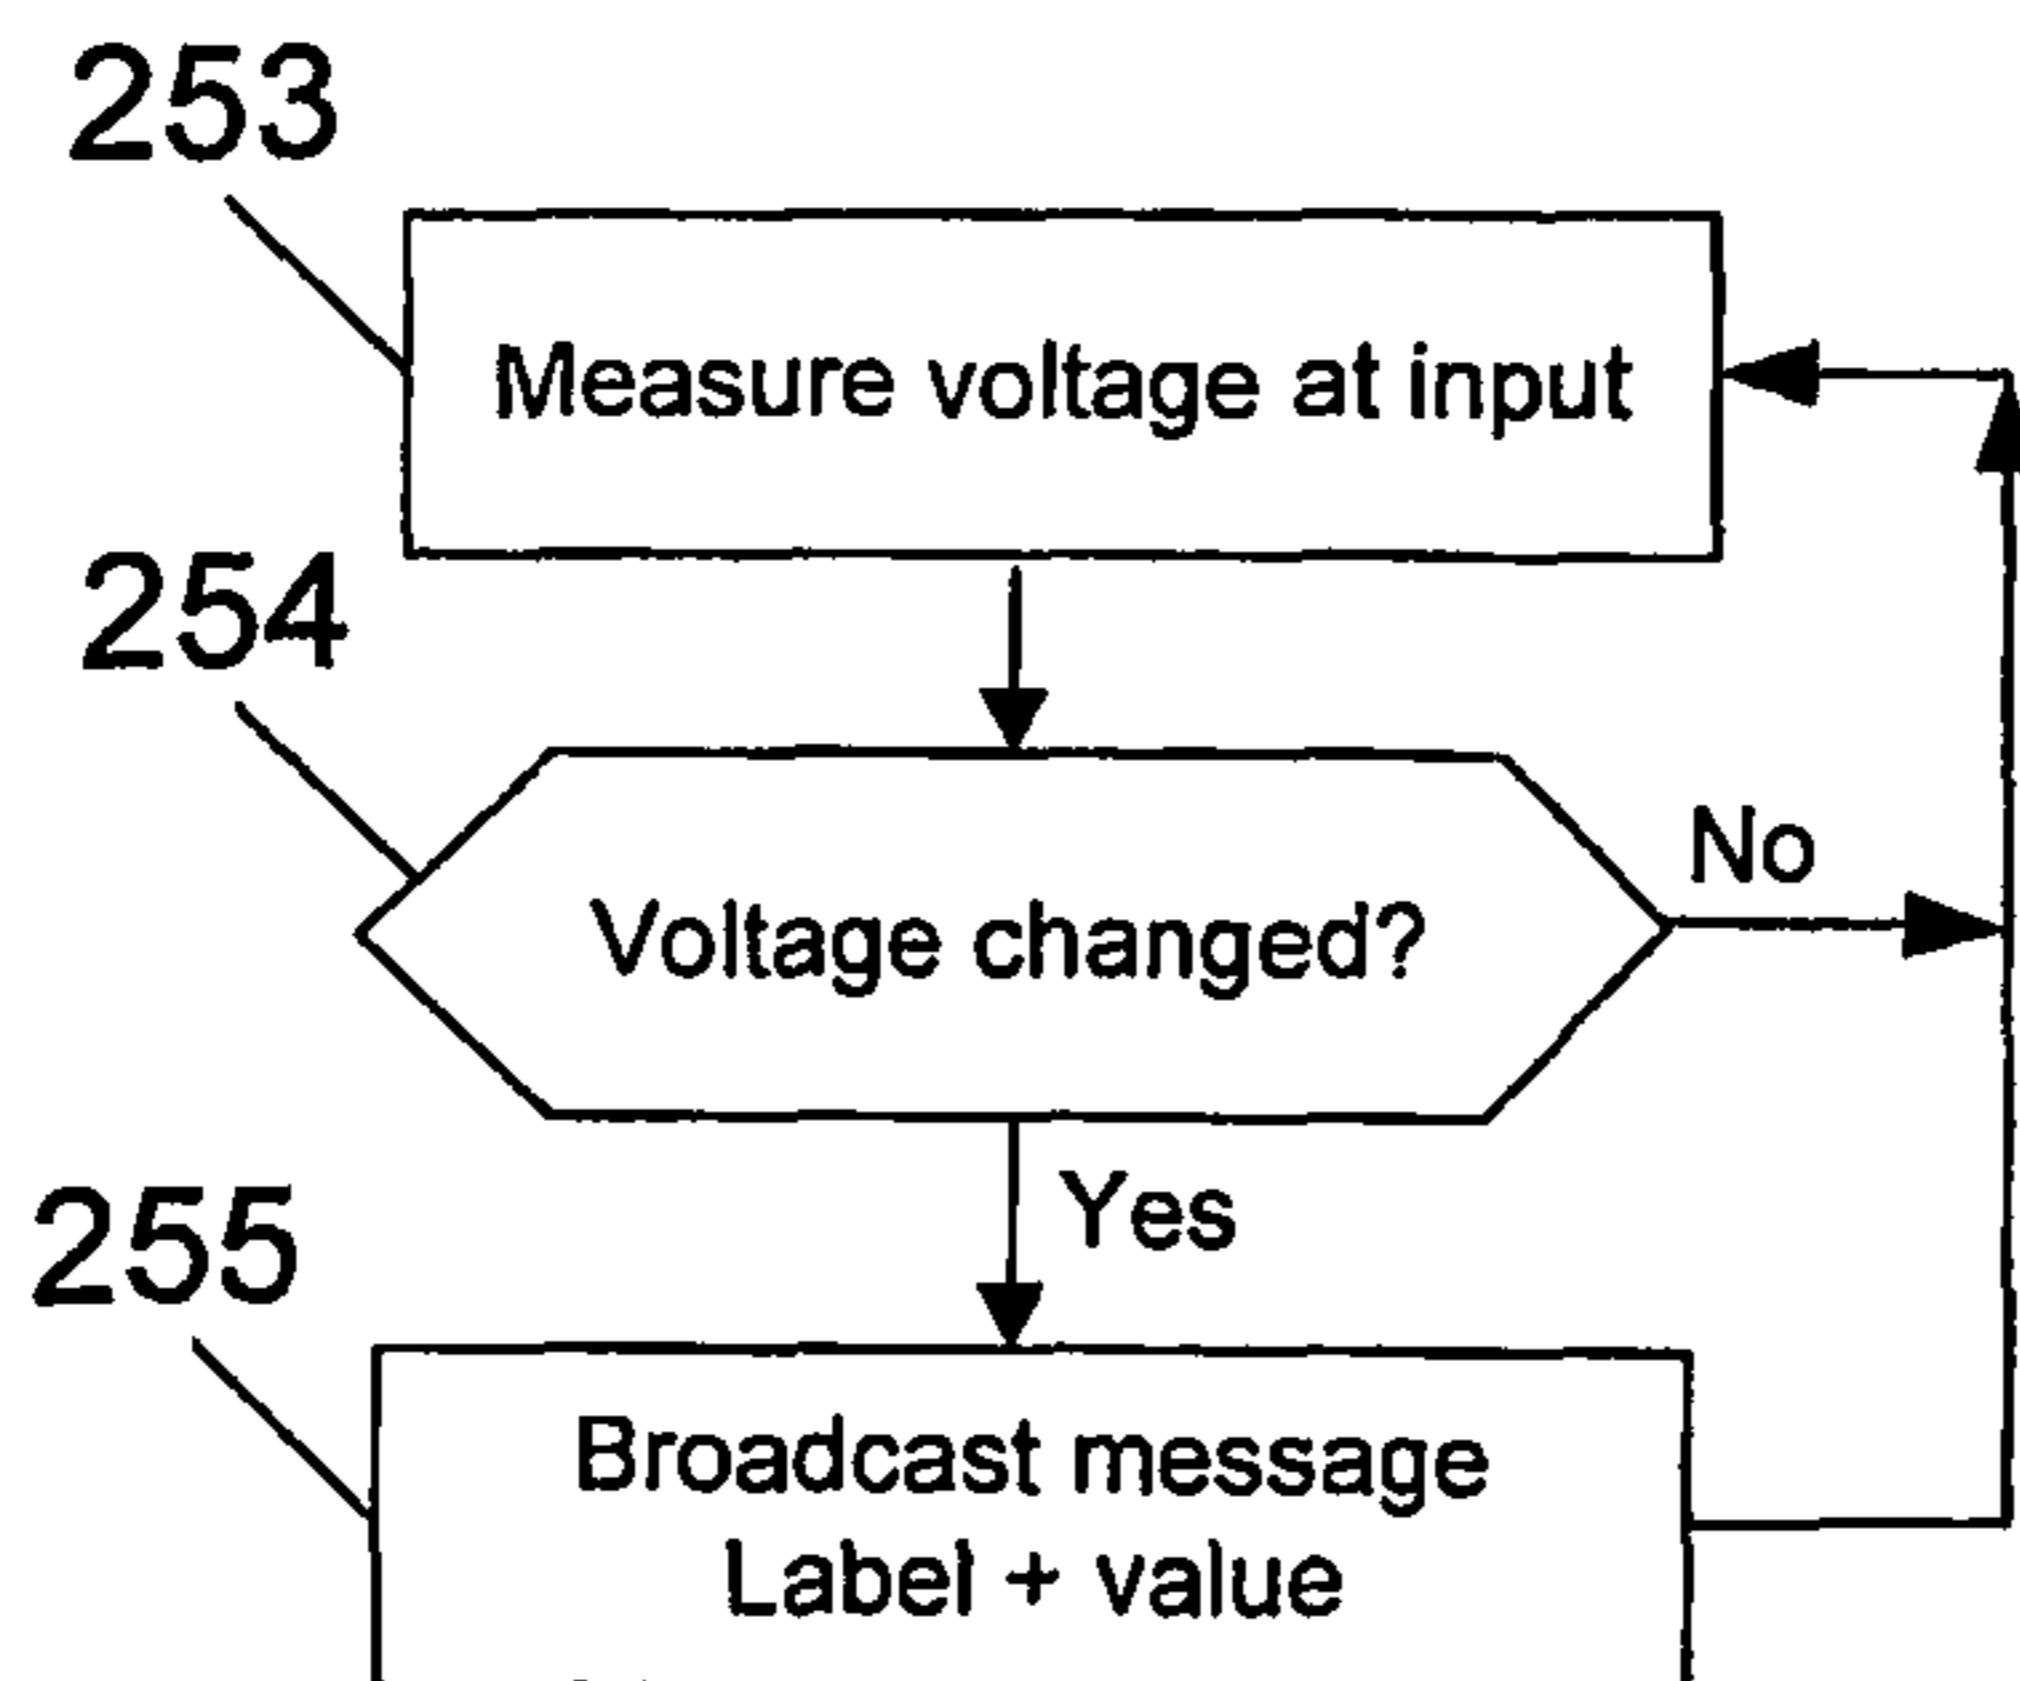 253
Measure voltage at input
254
Voltage changed?
No
Yes
255
Broadcast message
Label + value